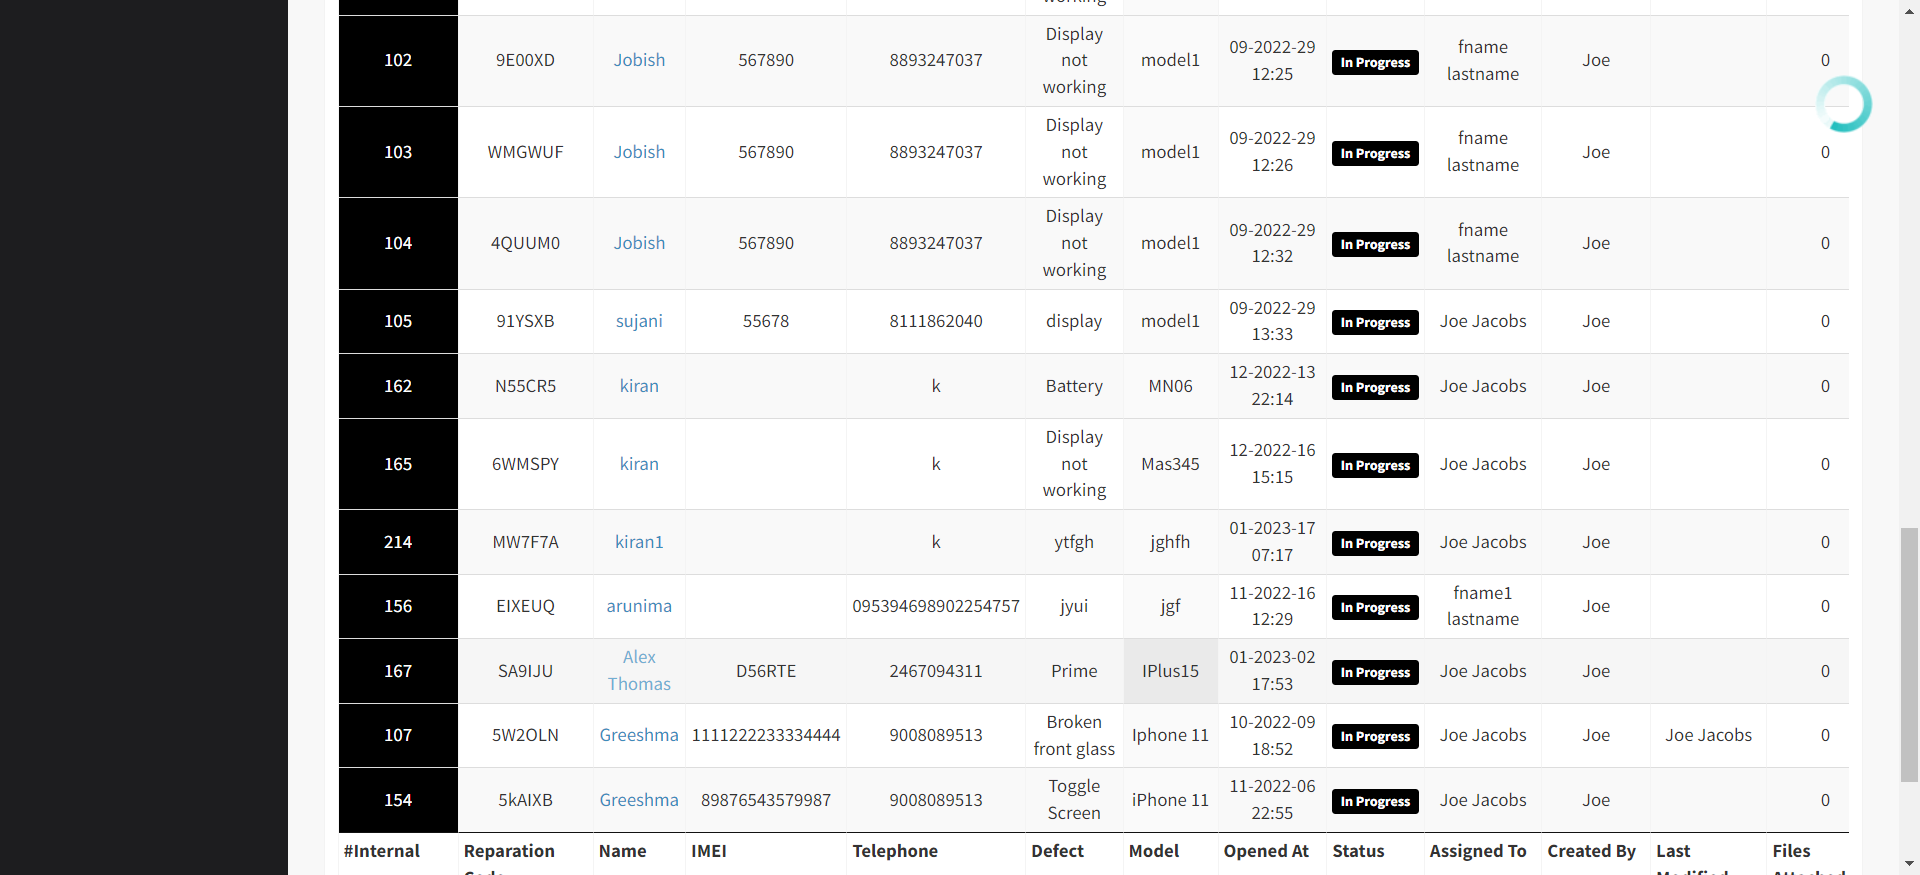 working
102 9E00XD Jobish 567890 8893247037 Display not working model1 09-2022-29 12:25 In Progress fname lastname Joe 0
103 WMGWUF Jobish 567890 8893247037 Display not working model1 09-2022-29 12:26 In Progress fname lastname Joe 0
104 4QUUM0 Jobish 567890 8893247037 Display not working model1 09-2022-29 12:32 In Progress fname lastname Joe 0
105 91YSXB sujani 55678 8111862040 display model1 09-2022-29 13:33 In Progress Joe Jacobs Joe 0
162 N55CR5 kiran k Battery MN06 12-2022-13 22:14 In Progress Joe Jacobs Joe 0
165 6WMSPY kiran k Display not working Mas345 12-2022-16 15:15 In Progress Joe Jacobs Joe 0
214 MW7F7A kiran1 k ytfgh jghfh 01-2023-17 07:17 In Progress Joe Jacobs Joe 0
156 EIXEUQ arunima 095394698902254757 jyui jgf 11-2022-16 12:29 In Progress fname1 lastname Joe 0
167 SA9IJU Alex Thomas D56RTE 2467094311 Prime IPlus15 01-2023-02 17:53 In Progress Joe Jacobs Joe 0
107 5W2OLN Greeshma 1111222233334444 9008089513 Broken front glass Iphone 11 10-2022-09 18:52 In Progress Joe Jacobs Joe Joe Jacobs 0
154 5kAIXB Greeshma 89876543579987 9008089513 Toggle Screen iPhone 11 11-2022-06 22:55 In Progress Joe Jacobs Joe 0
#Internal Reparation Name IMEI Telephone Defect Model Opened At Status Assigned To Created By Last Files